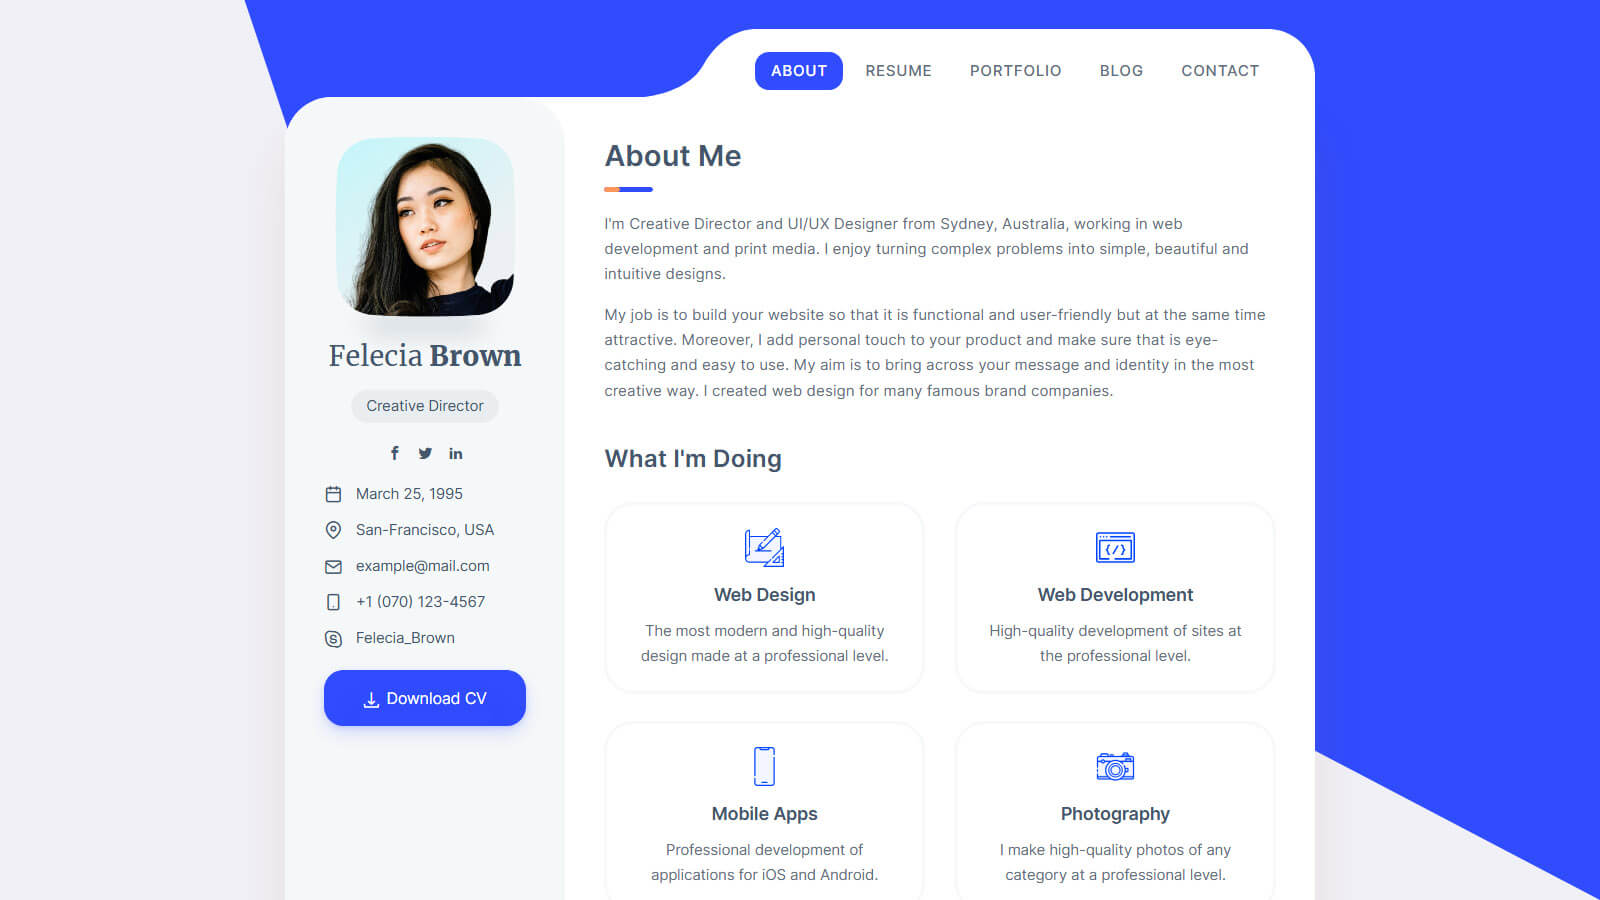 ABOUT RESUME PORTFOLIO BLOG CONTACT
Felecia Brown
Creative Director
March 25, 1995
San-Francisco, USA
example@mail.com
+1 (070) 123-4567
Felecia_Brown
Download CV
About Me
I'm Creative Director and UI/UX Designer from Sydney, Australia, working in web
development and print media. I enjoy turning complex problems into simple, beautiful and
intuitive designs.
My job is to build your website so that it is functional and user-friendly but at the same time
attractive. Moreover, I add personal touch to your product and make sure that is eye-
catching and easy to use. My aim is to bring across your message and identity in the most
creative way. I created web design for many famous brand companies.
What I'm Doing
Web Design
The most modern and high-quality
design made at a professional level.
Web Development
High-quality development of sites at
the professional level.
Mobile Apps
Professional development of
applications for iOS and Android.
Photography
I make high-quality photos of any
category at a professional level.